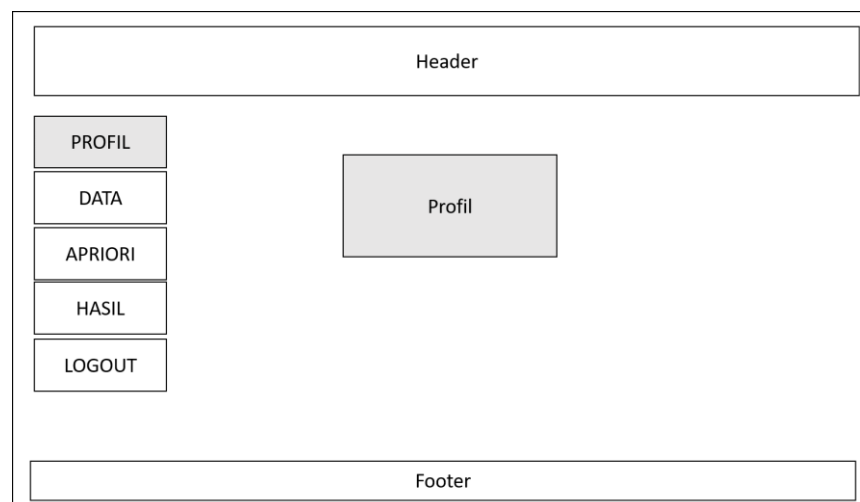 Header
PROFIL
DATA
APRIORI
HASIL
LOGOUT
Profil
Footer